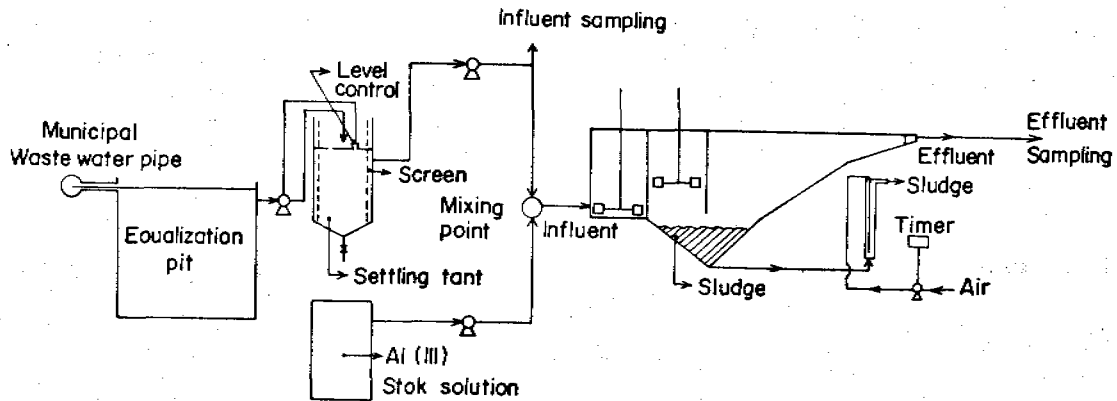 Influent sampling
Level
control
Municipal
Waste water pipe
Screen
Mixing
point
Influent
Effluent
Effluent
Sampling
Sludge
Timer
Eoualization
pit
Settling tant
Sludge
Air
Al (III)
Stok solution